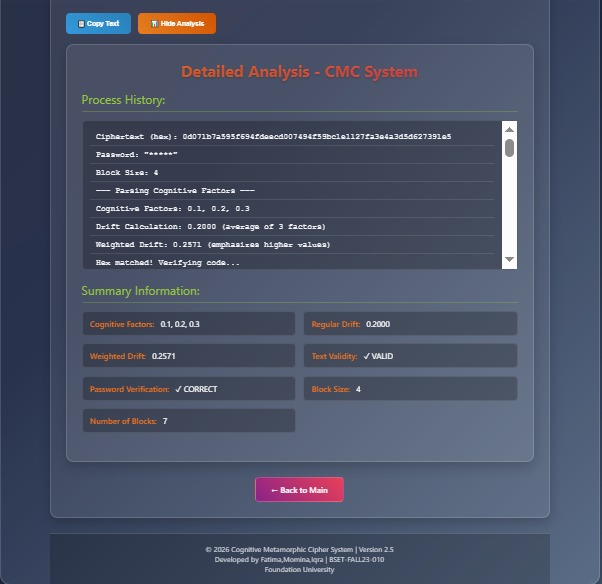 Copy Text
Hide Analysis
Detailed Analysis - CMC System
Process History:
Ciphertext (hex): 0d071b7a595f694fdeecd007494f59bc1e1127fa3e4a3d5d627391e5
Password: "*****"
Block Size: 4
--- Parsing Cognitive Factors ---
Cognitive Factors: 0.1, 0.2, 0.3
Drift Calculation: 0.2000 (average of 3 factors)
Weighted Drift: 0.2571 (emphasizes higher values)
Hex matched! Verifying code...
Summary Information:
Cognitive Factors: 0.1, 0.2, 0.3
Regular Drift: 0.2000
Weighted Drift: 0.2571
Text Validity: ✓ VALID
Password Verification: ✓ CORRECT
Block Size: 4
Number of Blocks: 7
← Back to Main
© 2026 Cognitive Metamorphic Cipher System | Version 2.5
Developed by Fatima,Momina,Iqra | BSET-FALL23-010
Foundation University